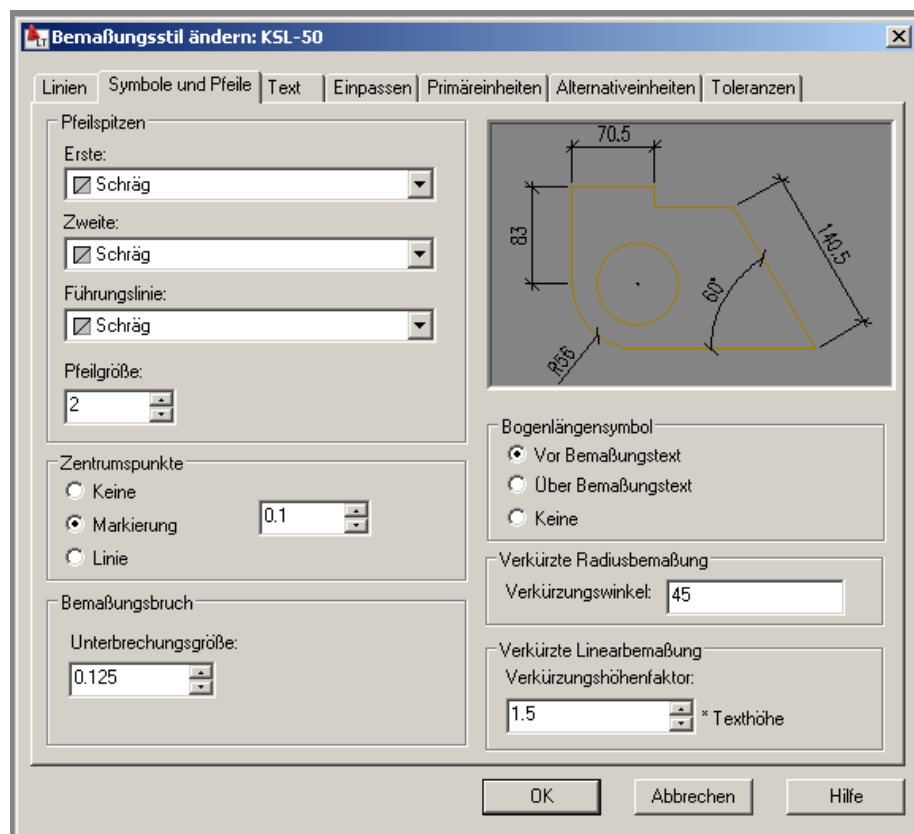 LT Bemaßungsstil ändern: KSL-50
Linien Symbole und Pfeile Text Einpassen Primäreinheiten Alternativeinheiten Toleranzen
Pfeilspitzen
Erste:
Schräg
Zweite:
Schräg
Führungslinie:
Schräg
Pfeilgröße:
2
Zentrumspunkte
Keine
Markierung
0.1
Linie
Bemaßungsbruch
Unterbrechungsgröße:
0.125
70.5
83
140.5
60°
R56
Bogenlängensymbol
Vor Bemaßungstext
Über Bemaßungstext
Keine
Verkürzte Radiusbemaßung
Verkürzungswinkel: 45
Verkürzte Linearbemaßung
Verkürzungshöhenfaktor:
1.5 * Texthöhe
OK Abbrechen Hilfe